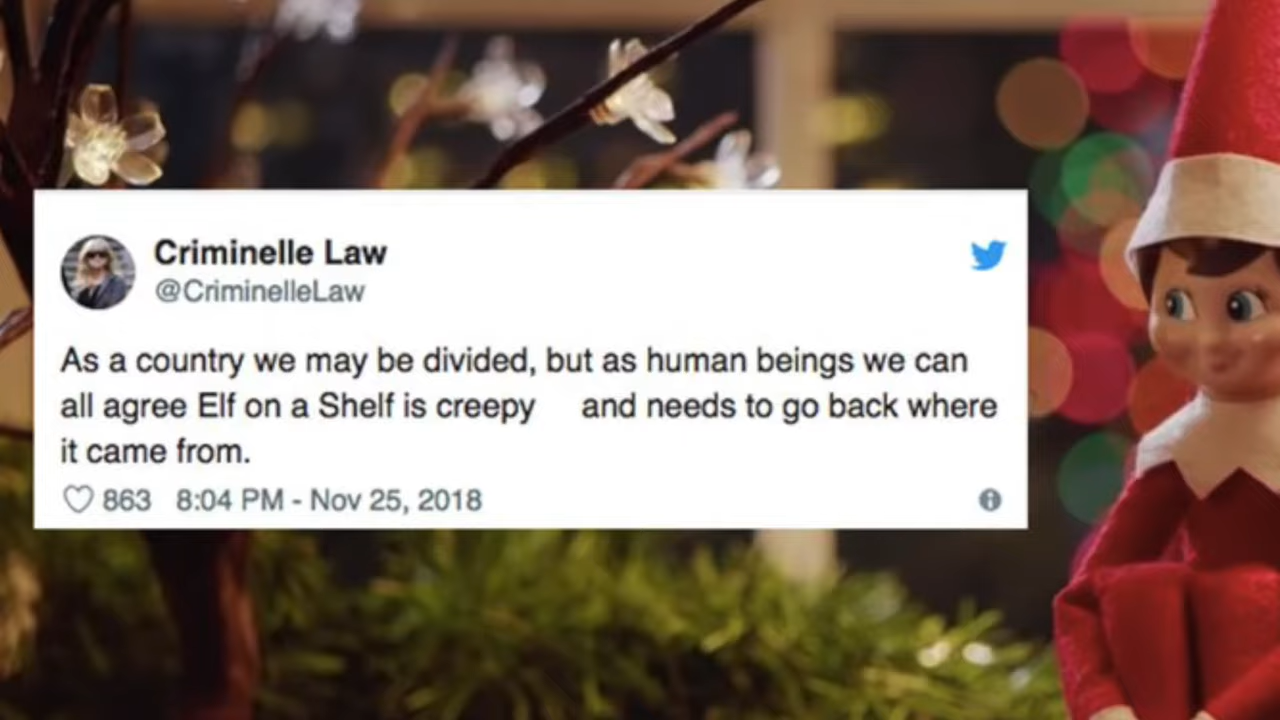 Criminelle Law
@CriminelleLaw
As a country we may be divided, but as human beings we can
all agree Elf on a Shelf is creepy and needs to go back where
it came from.
863 8:04 PM - Nov 25, 2018